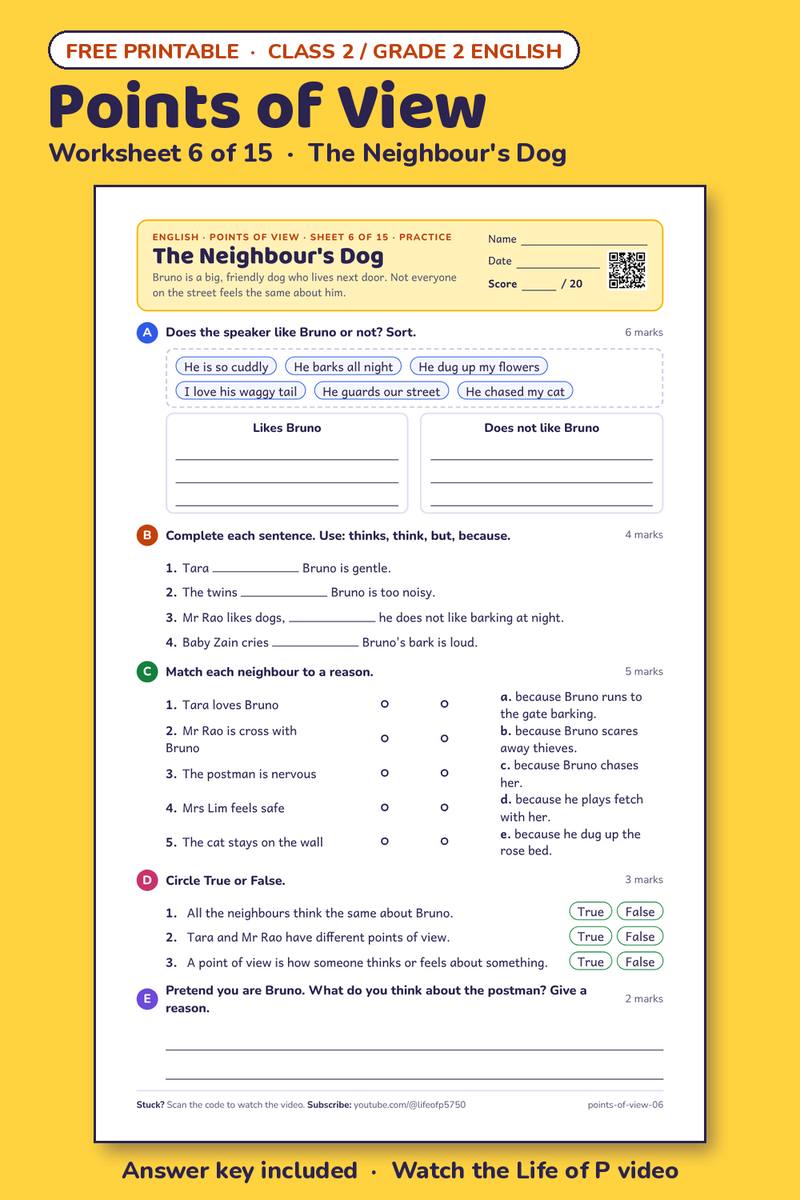 FREE PRINTABLE · CLASS 2 / GRADE 2 ENGLISH
Points of View
Worksheet 6 of 15 · The Neighbour's Dog
ENGLISH · POINTS OF VIEW · SHEET 6 OF 15 · PRACTICE
The Neighbour's Dog
Bruno is a big, friendly dog who lives next door. Not everyone
on the street feels the same about him.
Name
Date
Score ______ / 20
A Does the speaker like Bruno or not? Sort. 6 marks
He is so cuddly He barks all night He dug up my flowers
I love his waggy tail He guards our street He chased my cat
Likes Bruno Does not like Bruno
B Complete each sentence. Use: thinks, think, but, because. 4 marks
1. Tara ____________ Bruno is gentle.
2. The twins ____________ Bruno is too noisy.
3. Mr Rao likes dogs, ____________ he does not like barking at night.
4. Baby Zain cries ____________ Bruno's bark is loud.
C Match each neighbour to a reason. 5 marks
1. Tara loves Bruno
2. Mr Rao is cross with
Bruno
3. The postman is nervous
4. Mrs Lim feels safe
5. The cat stays on the wall
a. because Bruno runs to
the gate barking.
b. because Bruno scares
away thieves.
c. because Bruno chases
her.
d. because he plays fetch
with her.
e. because he dug up the
rose bed.
D Circle True or False. 3 marks
1. All the neighbours think the same about Bruno. True False
2. Tara and Mr Rao have different points of view. True False
3. A point of view is how someone thinks or feels about something. True False
E Pretend you are Bruno. What do you think about the postman? Give a
reason. 2 marks
Stuck? Scan the code to watch the video. Subscribe: youtube.com/@lifeofp5750 points-of-view-06
Answer key included · Watch the Life of P video